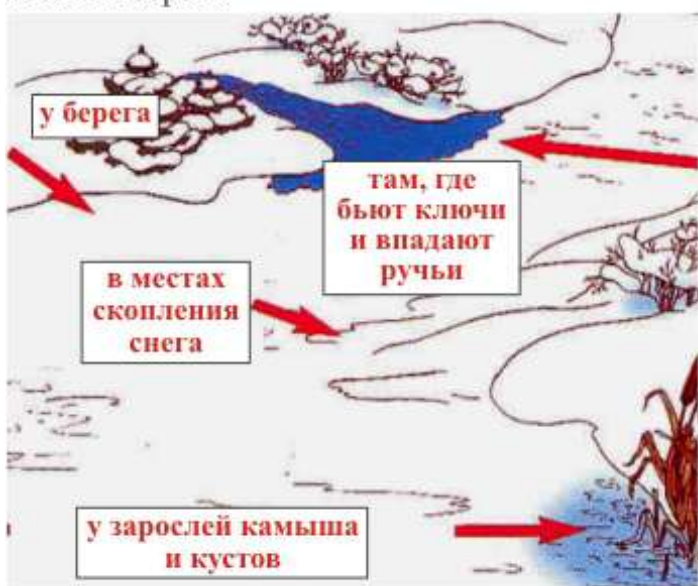 у берега
там, где
бьют ключи
и впадают
ручьи
в местах
скопления
снега
у зарослей камыша
и кустов